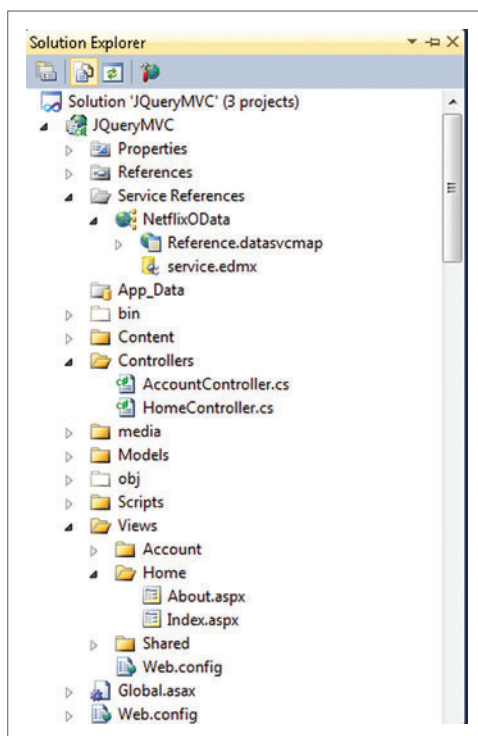 Solution Explorer
Solution 'JQueryMVC' (3 projects)
JQueryMVC
Properties
References
Service References
NetflixOData
Reference.datasvcmap
service.edmx
App_Data
bin
Content
Controllers
AccountController.cs
HomeController.cs
media
Models
obj
Scripts
Views
Account
Home
About.aspx
Index.aspx
Shared
Web.config
Global.asax
Web.config